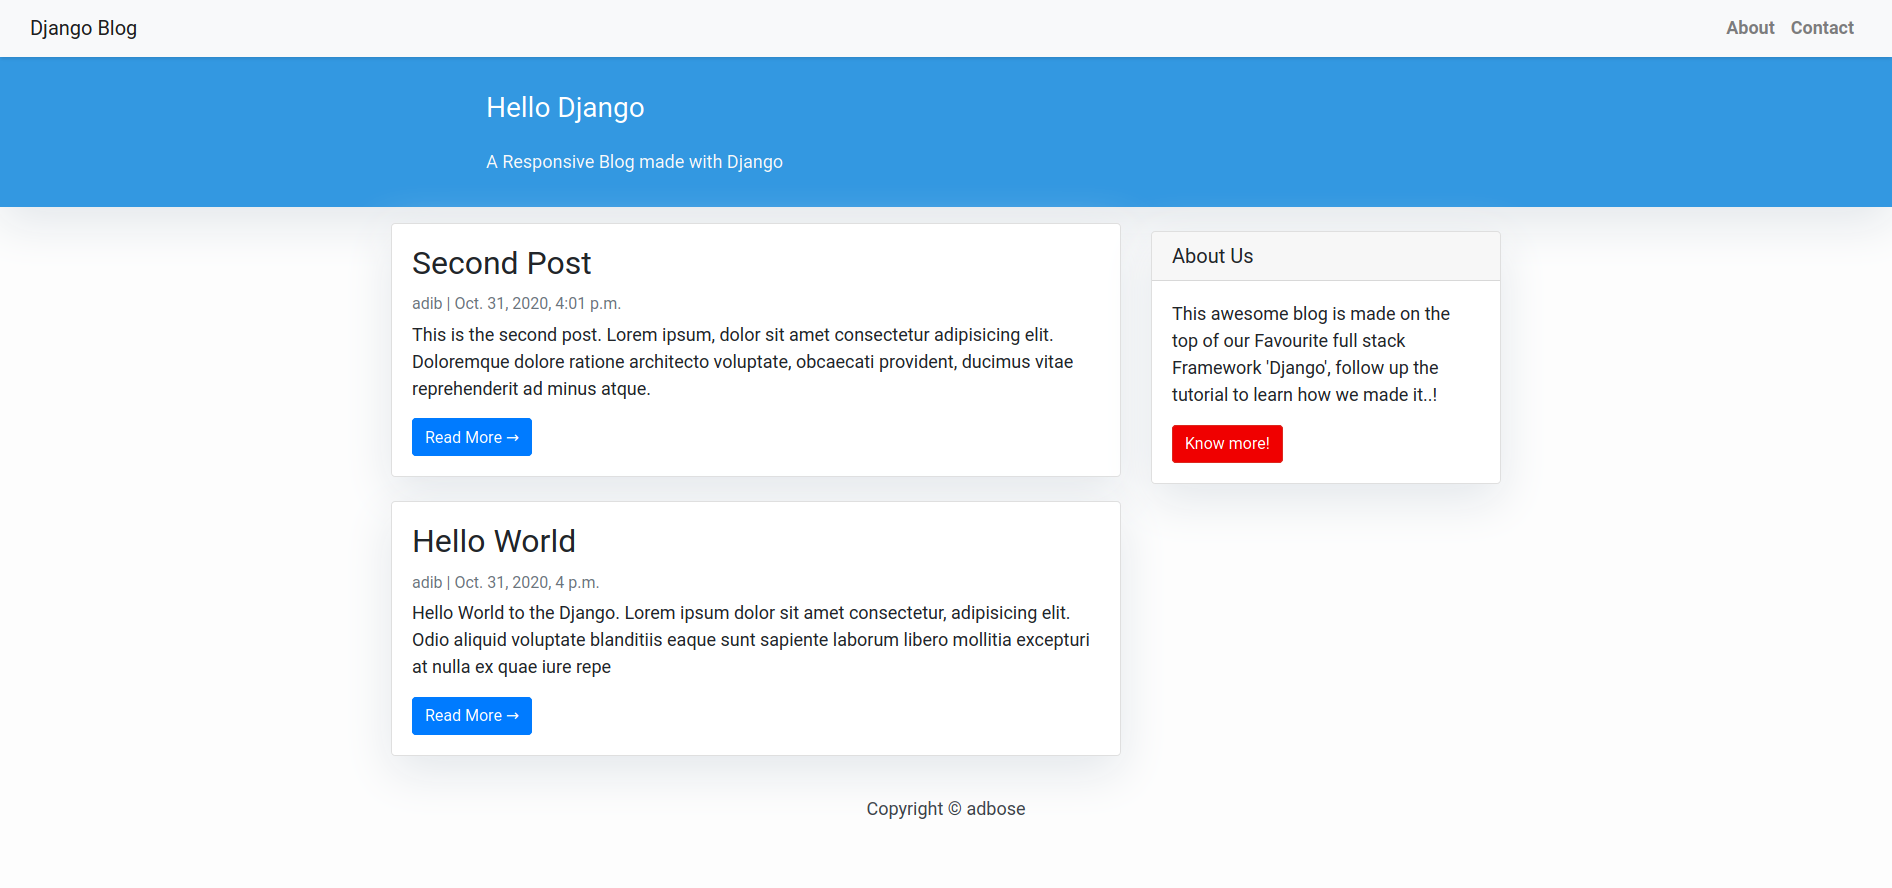 Django Blog
About Contact
Hello Django
A Responsive Blog made with Django
Second Post
adib | Oct. 31, 2020, 4:01 p.m.
This is the second post. Lorem ipsum, dolor sit amet consectetur adipisicing elit.
Doloremque dolore ratione architecto voluptate, obcaecati provident, ducimus vitae
reprehenderit ad minus atque.
Read More →
Hello World
adib | Oct. 31, 2020, 4 p.m.
Hello World to the Django. Lorem ipsum dolor sit amet consectetur, adipisicing elit.
Odio aliquid voluptate blanditiis eaque sunt sapiente laborum libero mollitia excepturi
at nulla ex quae iure repe
Read More →
About Us
This awesome blog is made on the
top of our Favourite full stack
Framework 'Django', follow up the
tutorial to learn how we made it..!
Know more!
Copyright © adbose